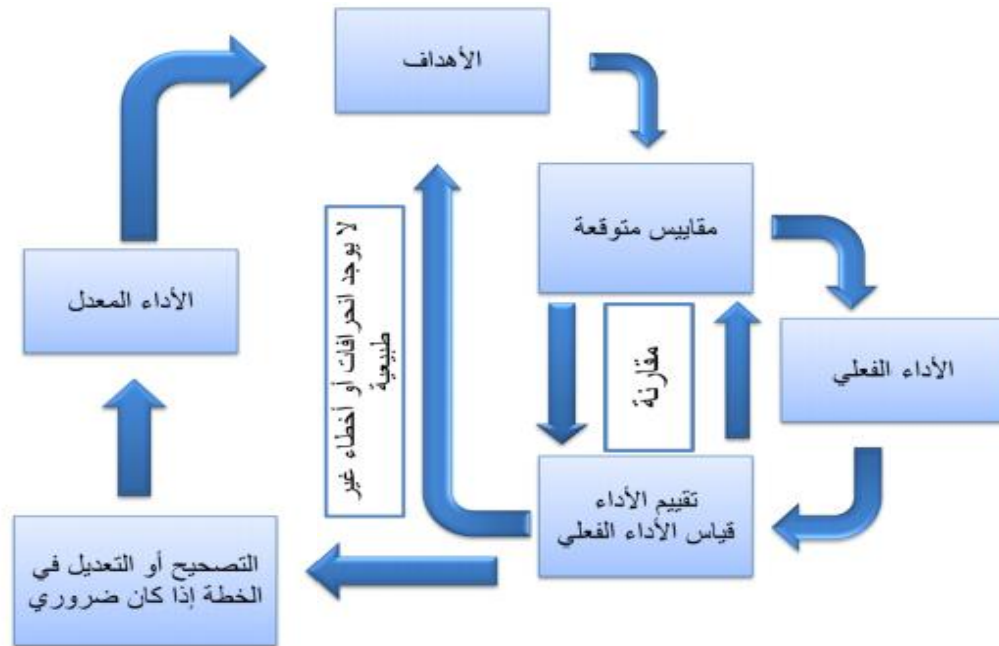 الأهداف
مقاييس متوقعة
الأداء الفعلي
مقارنة
تقييم الأداء
قياس الأداء الفعلي
لا يوجد انحرافات أو أخطاء غير
طبيعية
التصحيح أو التعديل في
الخطة إذا كان ضروري
الأداء المعدل